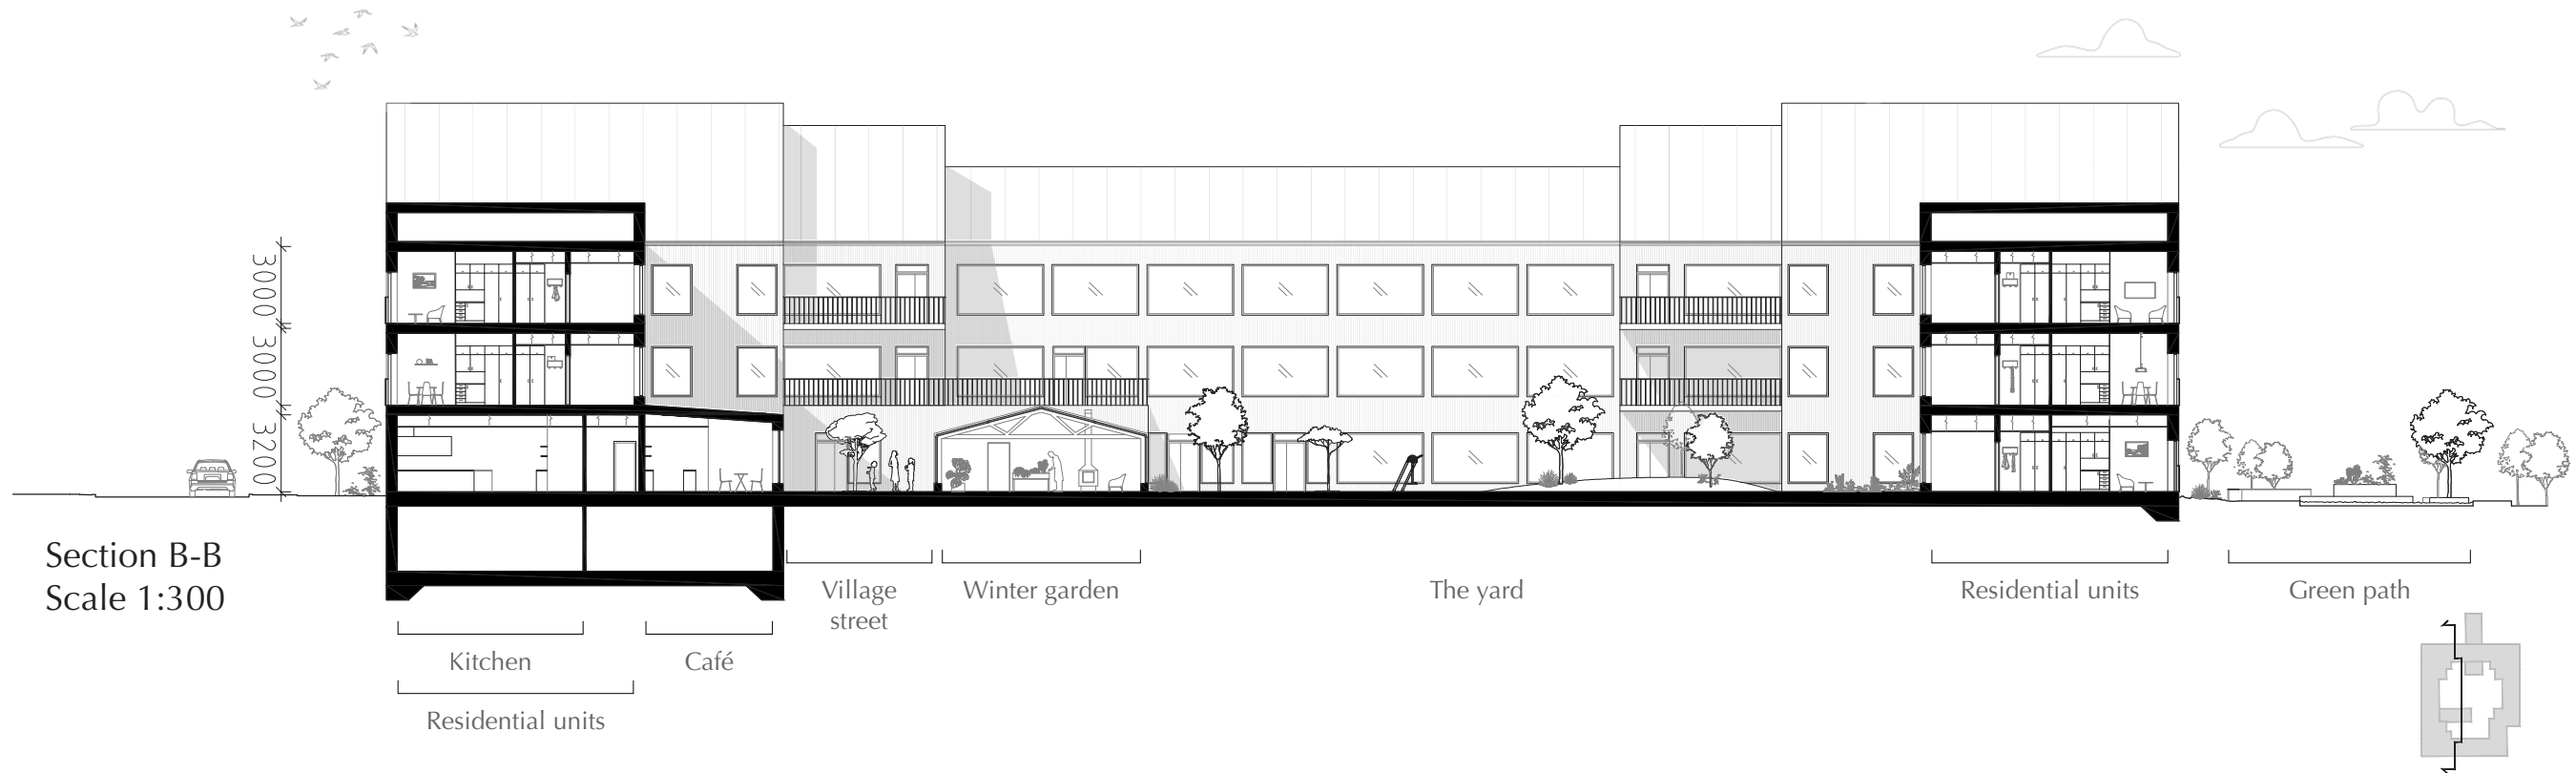 3000
3000
3200
Section B-B
Scale 1:300
Village
street
Winter garden
The yard
Residential units
Green path
Kitchen
Café
Residential units